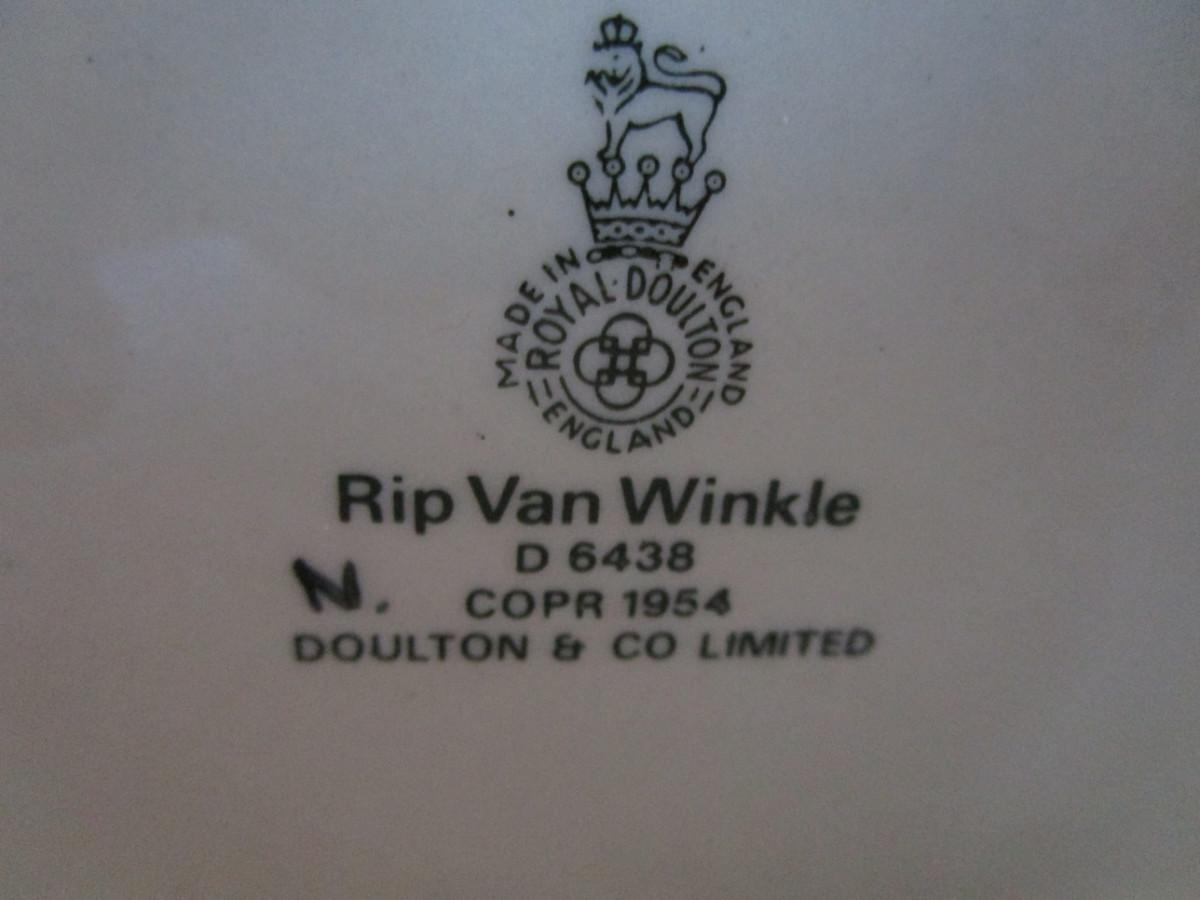 MADE IN ENGLAND
ROYAL·DOULTON
ENGLAND
Rip Van Winkle
D 6438
N. COPR 1954
DOULTON & CO LIMITED